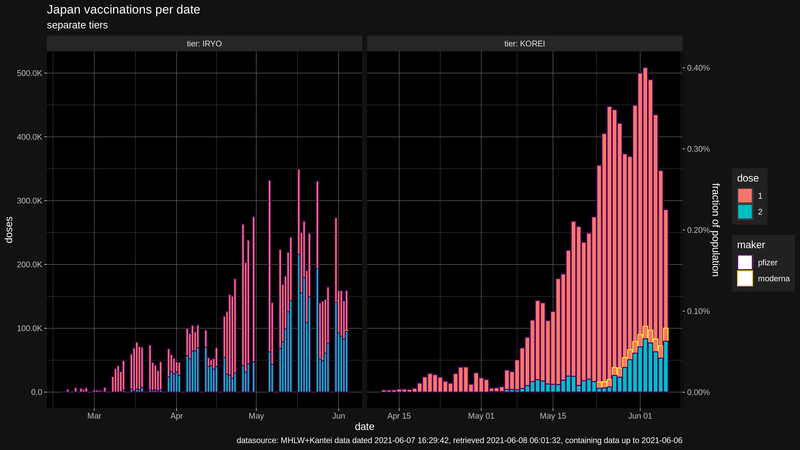 Japan vaccinations per date
separate tiers
tier: IRYO
tier: KOREI
500.0K
400.0K
300.0K
200.0K
100.0K
0.0
doses
0.40%
0.30%
0.20%
0.10%
0.00%
fraction of population
Mar
Apr
May
Jun
Apr 15
May 01
May 15
Jun 01
date
dose
1
2
maker
pfizer
moderna
datasource: MHLW+Kantei data dated 2021-06-07 16:29:42, retrieved 2021-06-08 06:01:32, containing data up to 2021-06-06